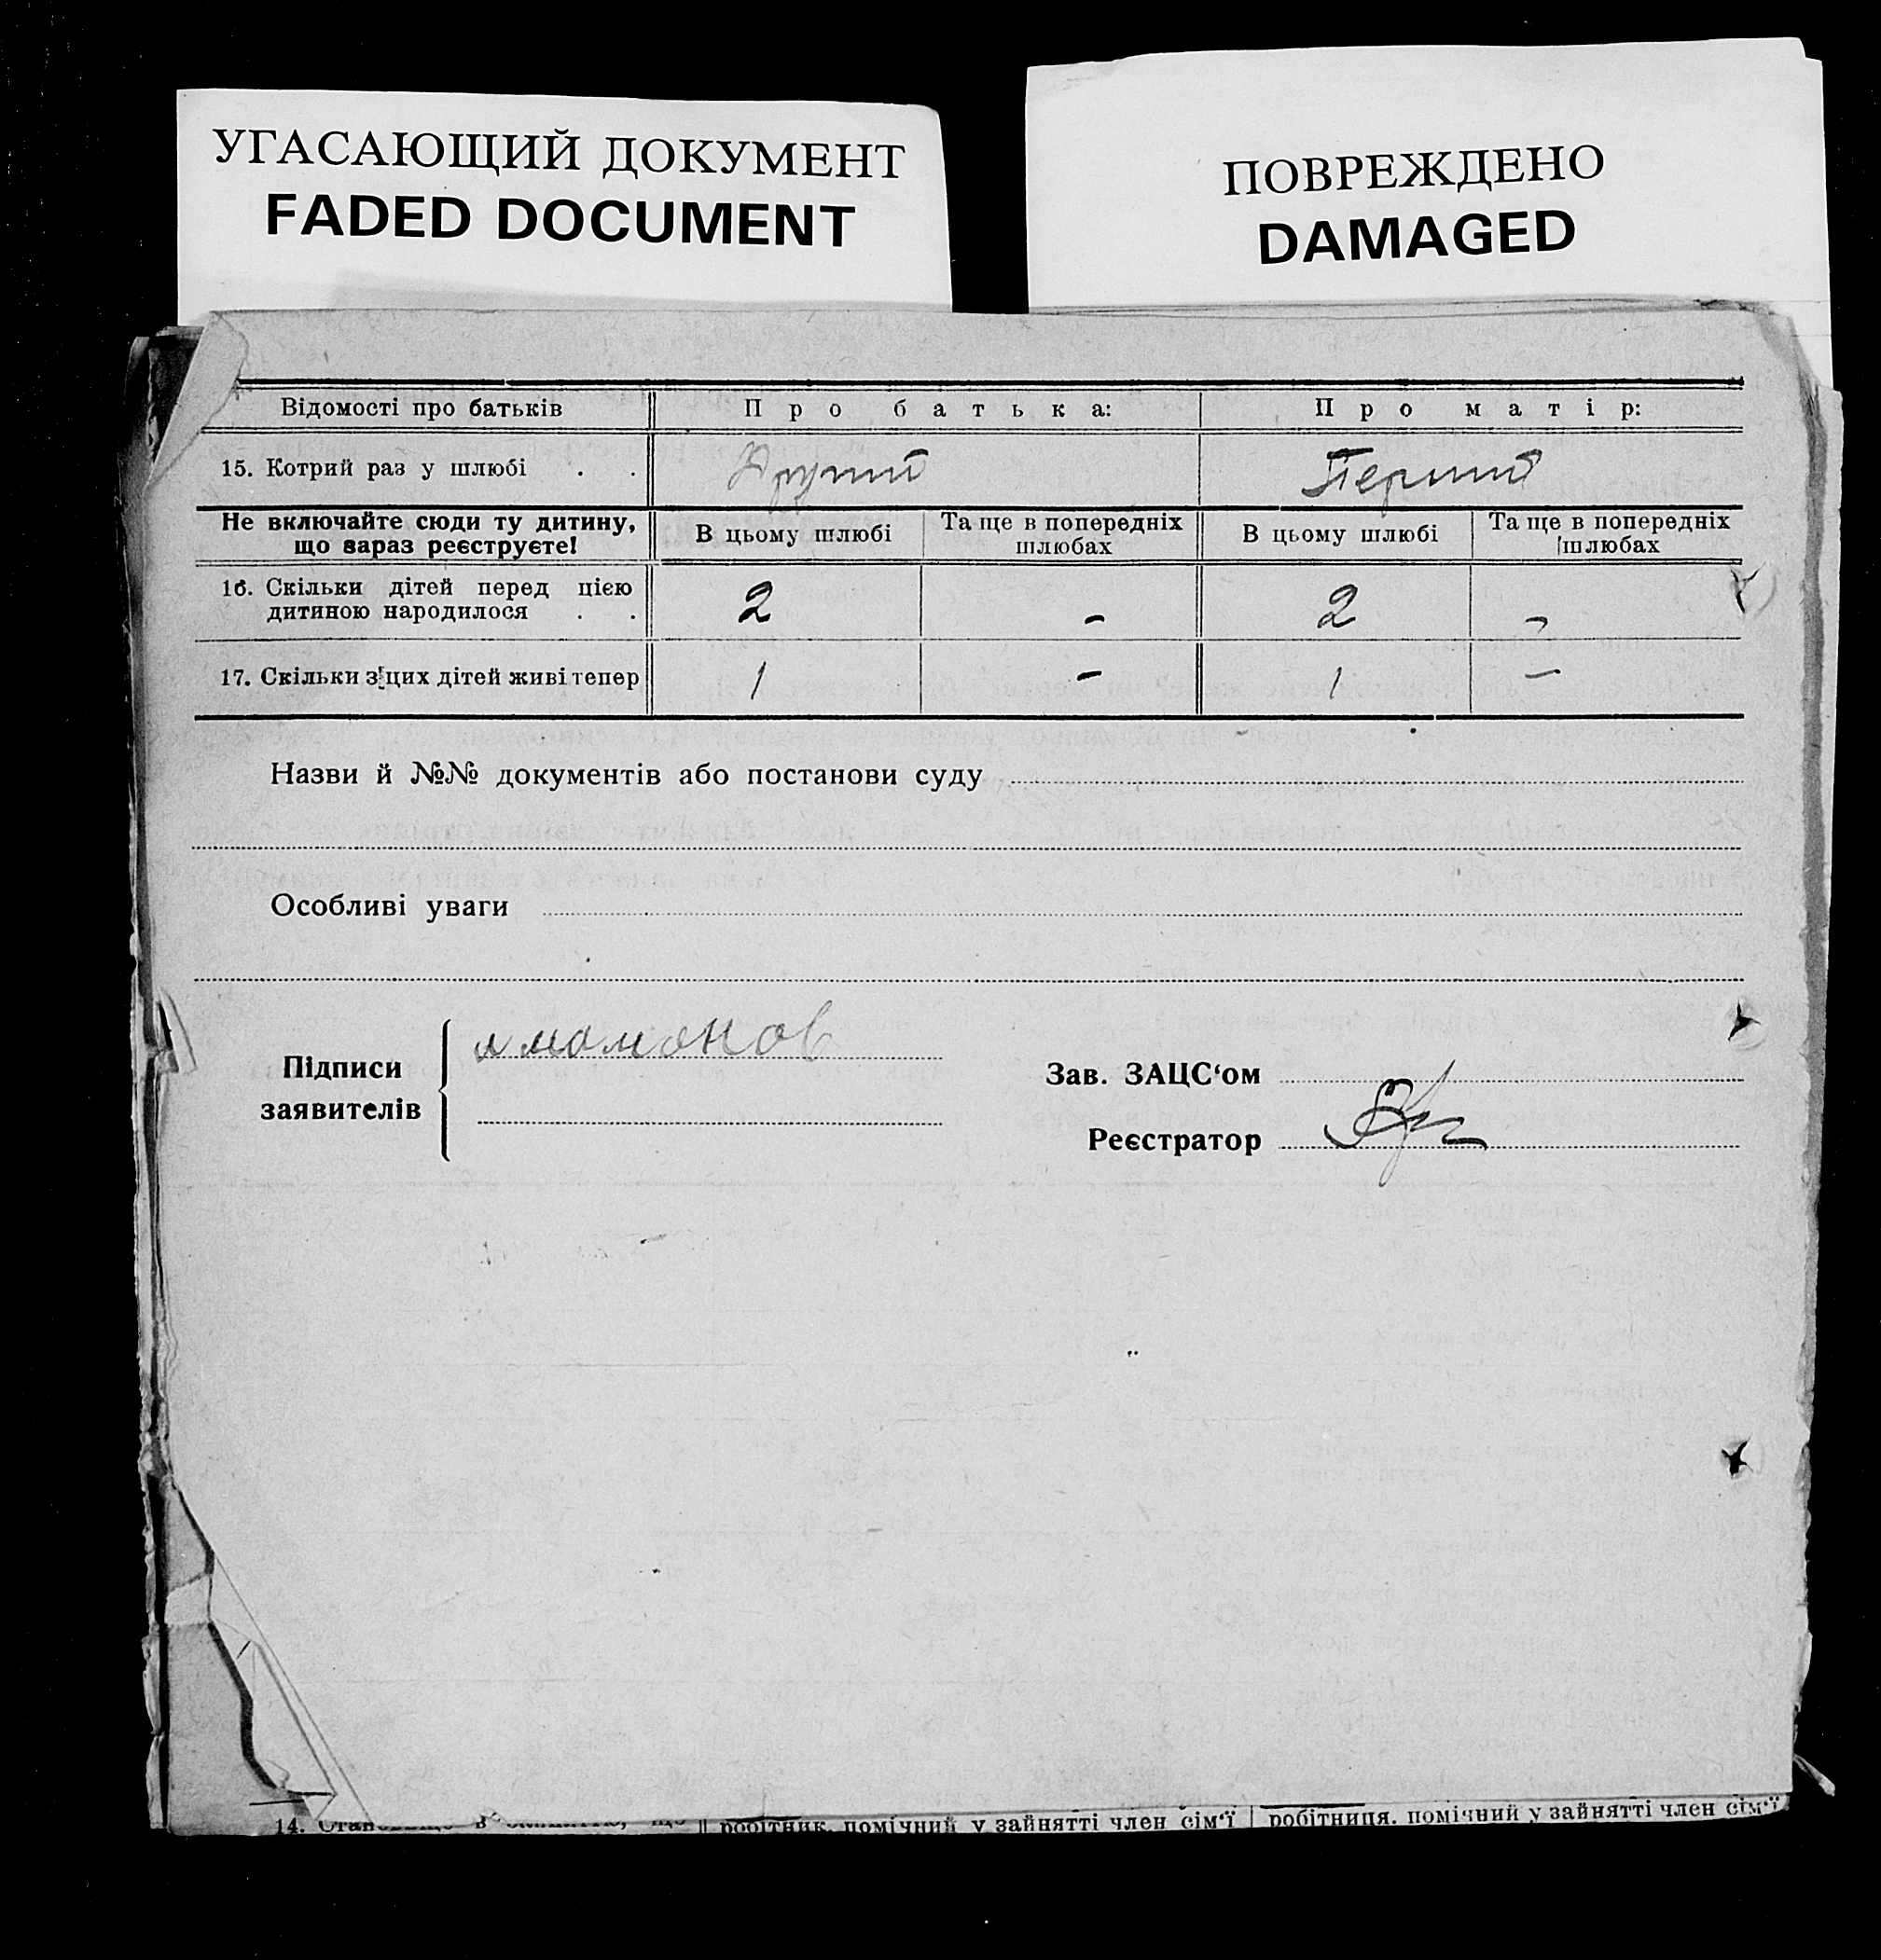 УГАСАЮЩИЙ ДОКУМЕНТ
FADED DOCUMENT
ПОВРЕЖДЕНО
DAMAGED
Відомості про батьків Про батька: Про матір:
15. Котрий раз у шлюбі . . Другий Перший
Не включайте сюди ту дитину, що зараз реєструєте! В цьому шлюбі Та ще в попередніх шлюбах В цьому шлюбі Та ще в попередніх шлюбах
16. Скільки дітей перед цією дитиною народилося . . 2 – 2 –
17. Скільки з цих дітей живі тепер 1 – 1 –
Назви й №№ документів або постанови суду
Особливі уваги
Підписи
заявителів
Зав. ЗАЦС‘ом
Реєстратор
14. робітник, помічний у зайнятті член сім‘ї робітниця, помічний у зайнятті член сім‘ї